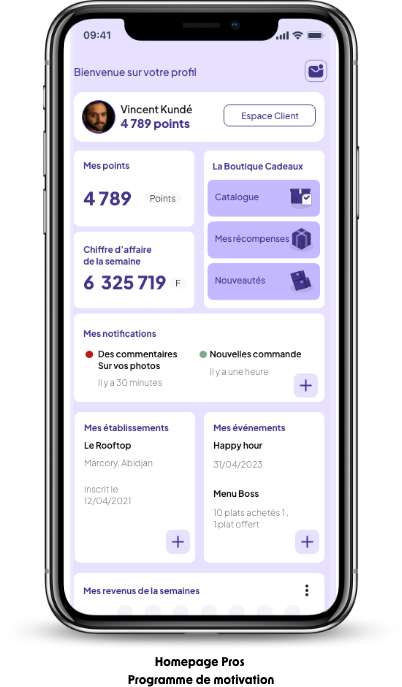 09:41
Bienvenue sur votre profil
Vincent Kundé
4 789 points
Espace Client
Mes points
4 789 Points
Chiffre d'affaire
de la semaine
6 325 719 F
La Boutique Cadeaux
Catalogue
Mes récompenses
Nouveautés
Mes notifications
Des commentaires
Sur vos photos
Il y a 30 minutes
Nouvelles commande
Il y a une heure
Mes établissements
Le Rooftop
Marcory, Abidjan
Inscrit le
12/04/2021
Mes événements
Happy hour
31/04/2023
Menu Boss
10 plats achetés 1 ,
1 plat offert
Mes revenus de la semaines
Homepage Pros
Programme de motivation